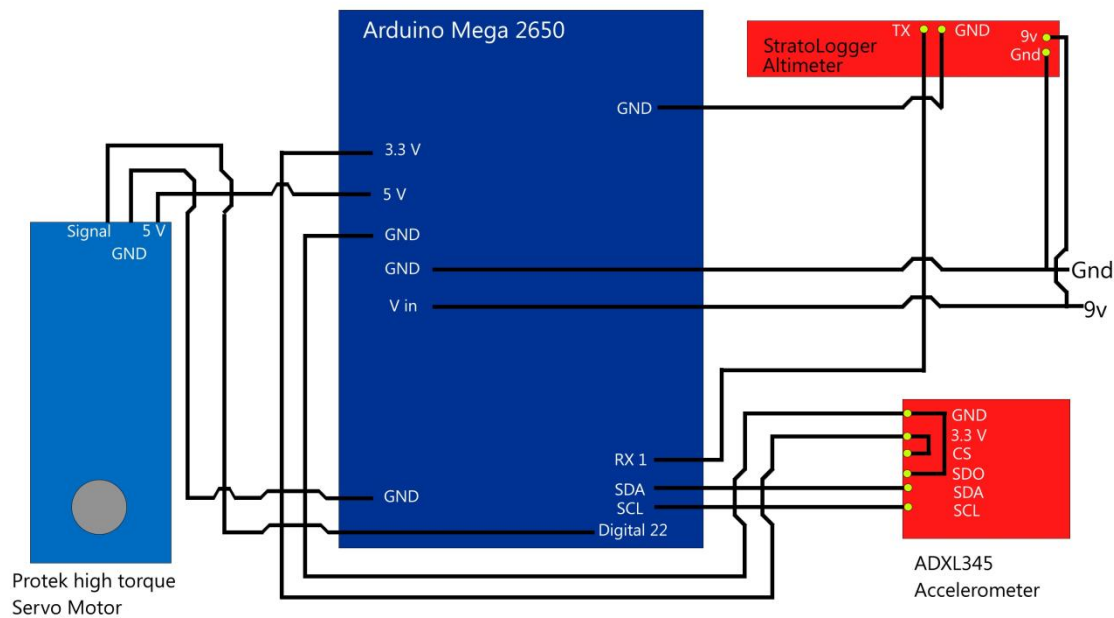 Arduino Mega 2650
TX
GND
9v
StratoLogger
Gnd
Altimeter
GND
3.3 V
5 V
Signal
5 V
GND
GND
GND
Gnd
V in
9v
GND
3.3 V
CS
RX 1
SDO
SDA
SDA
GND
SCL
SCL
Digital 22
Protek high torque
Servo Motor
ADXL345
Accelerometer